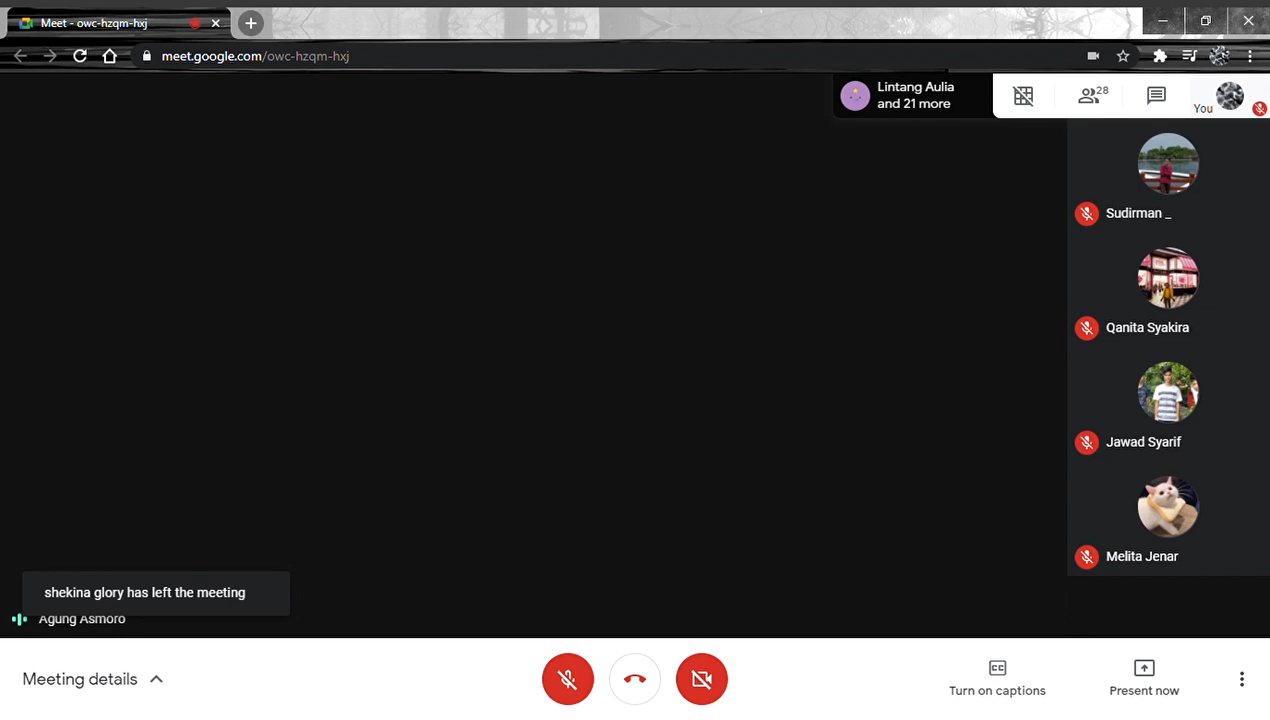 Meet - owc-hzqm-hxj
meet.google.com/owc-hzqm-hxj
Lintang Aulia
and 21 more
28
You
Sudirman _
Qanita Syakira
Jawad Syarif
Melita Jenar
shekina glory has left the meeting
Agung Asmoro
Meeting details
CC
Turn on captions
Present now